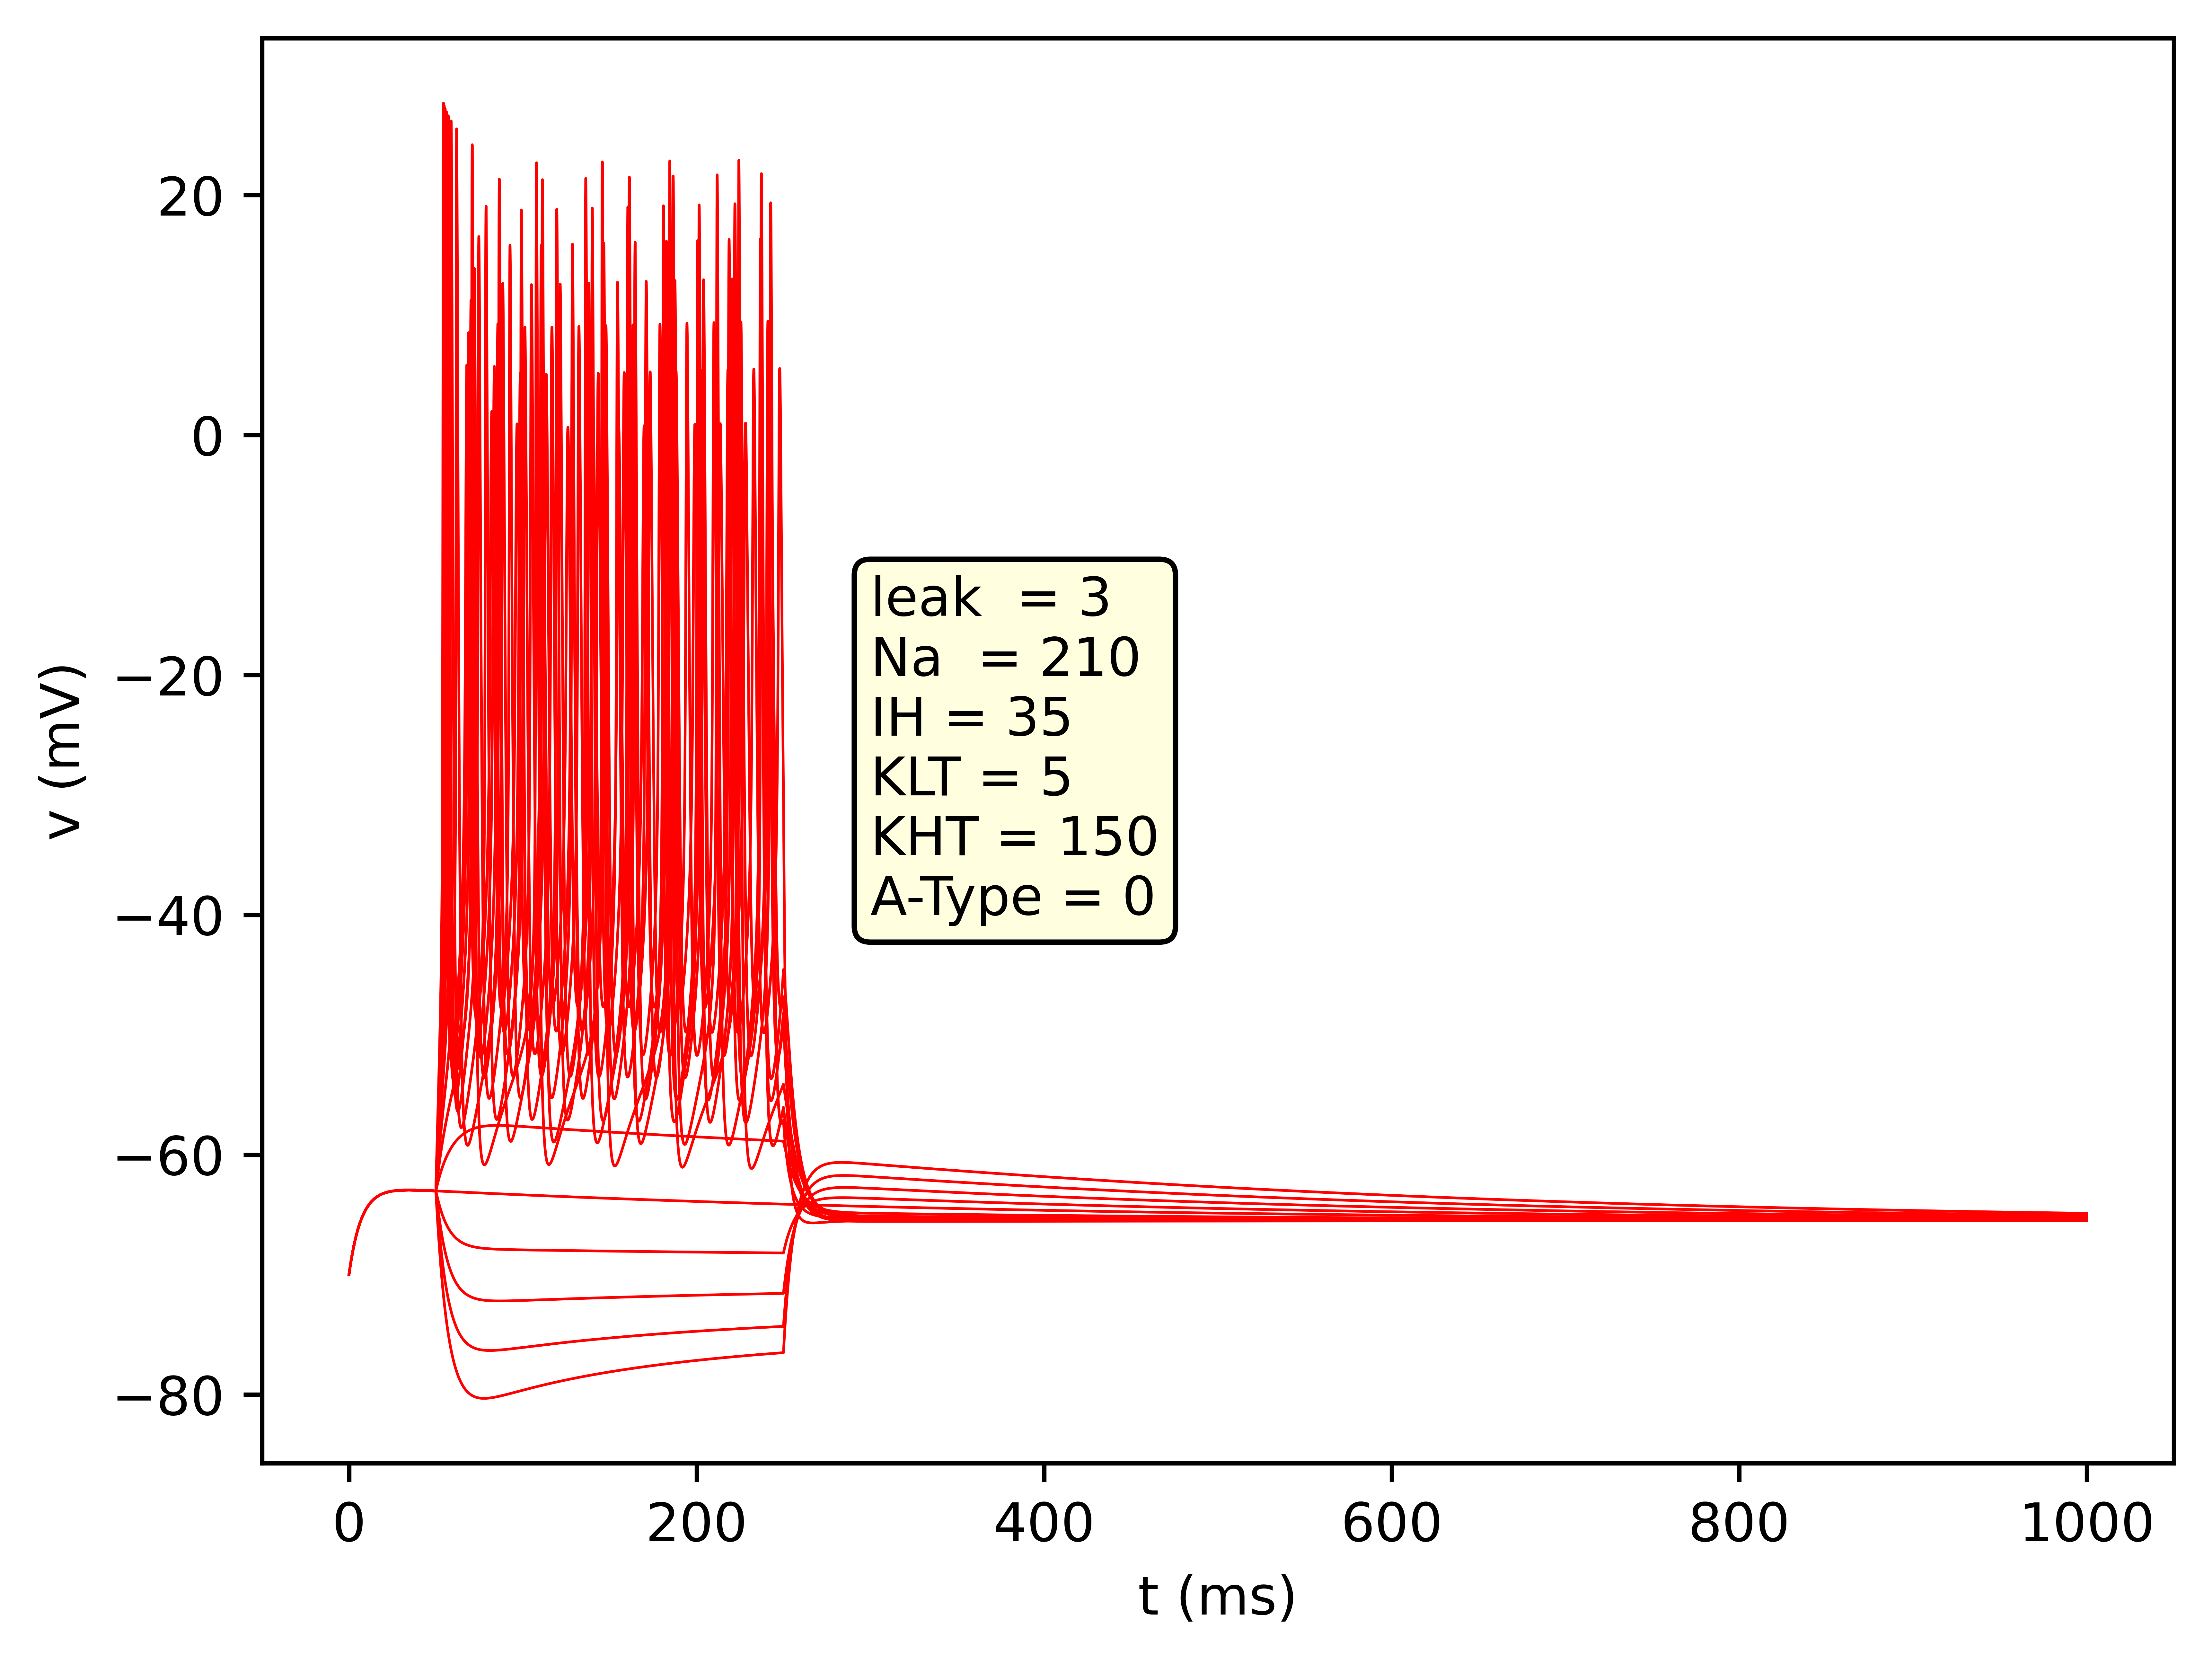 20
0
−20
−40
−60
−80
v (mV)
leak  = 3
Na  = 210
IH = 35
KLT = 5
KHT = 150
A-Type = 0
0 200 400 600 800 1000
t (ms)